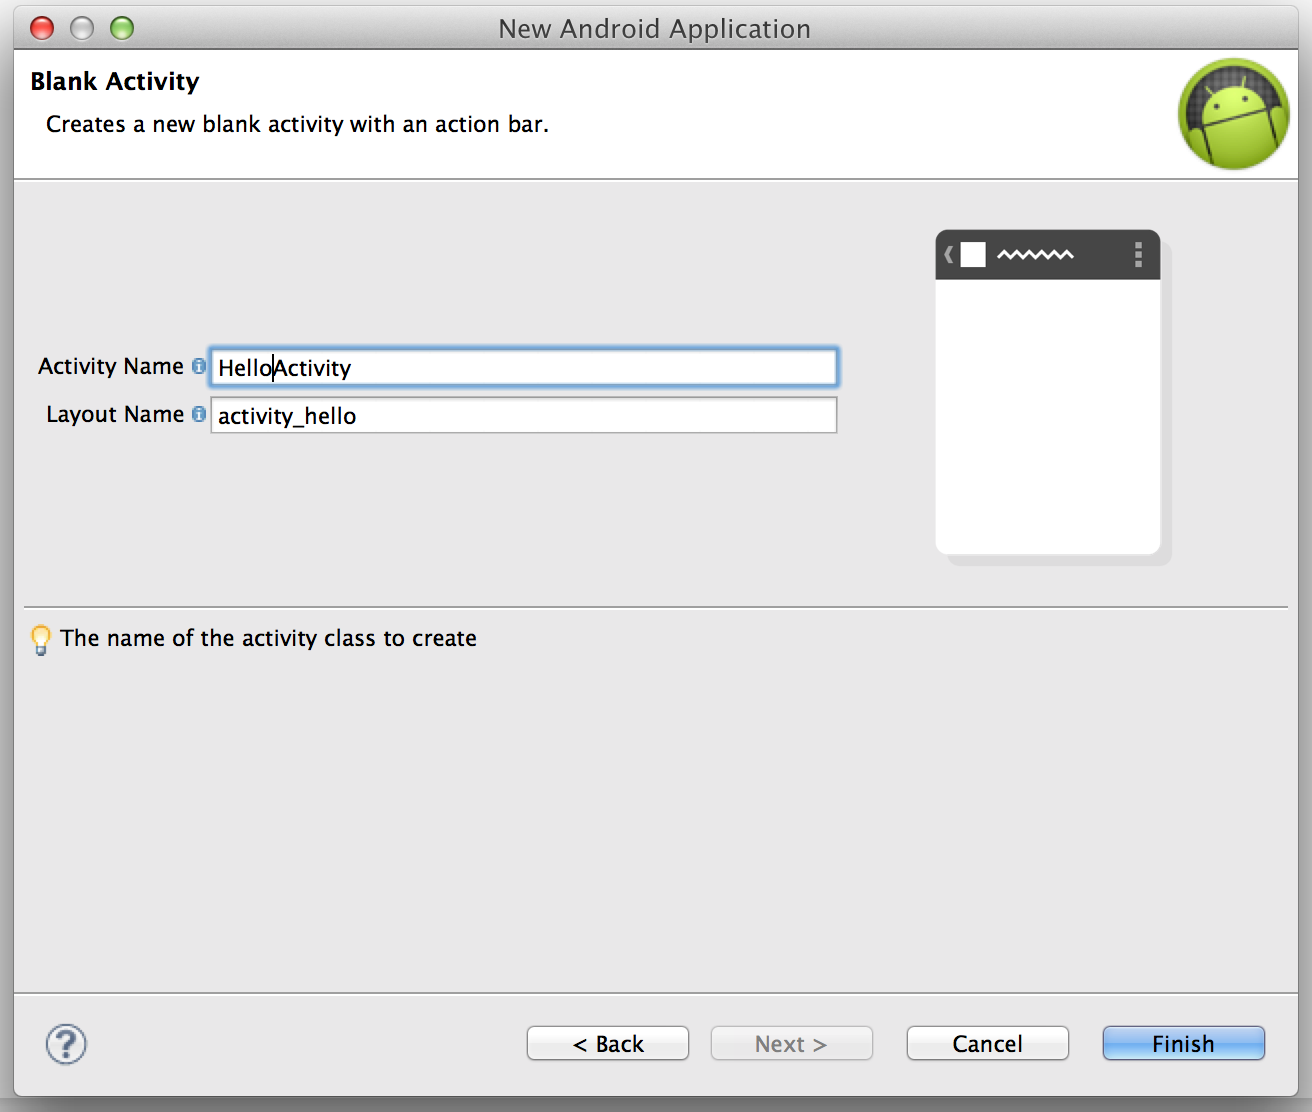 New Android Application
Blank Activity
Creates a new blank activity with an action bar.
Activity Name HelloActivity
Layout Name activity_hello
The name of the activity class to create
? < Back Next > Cancel Finish